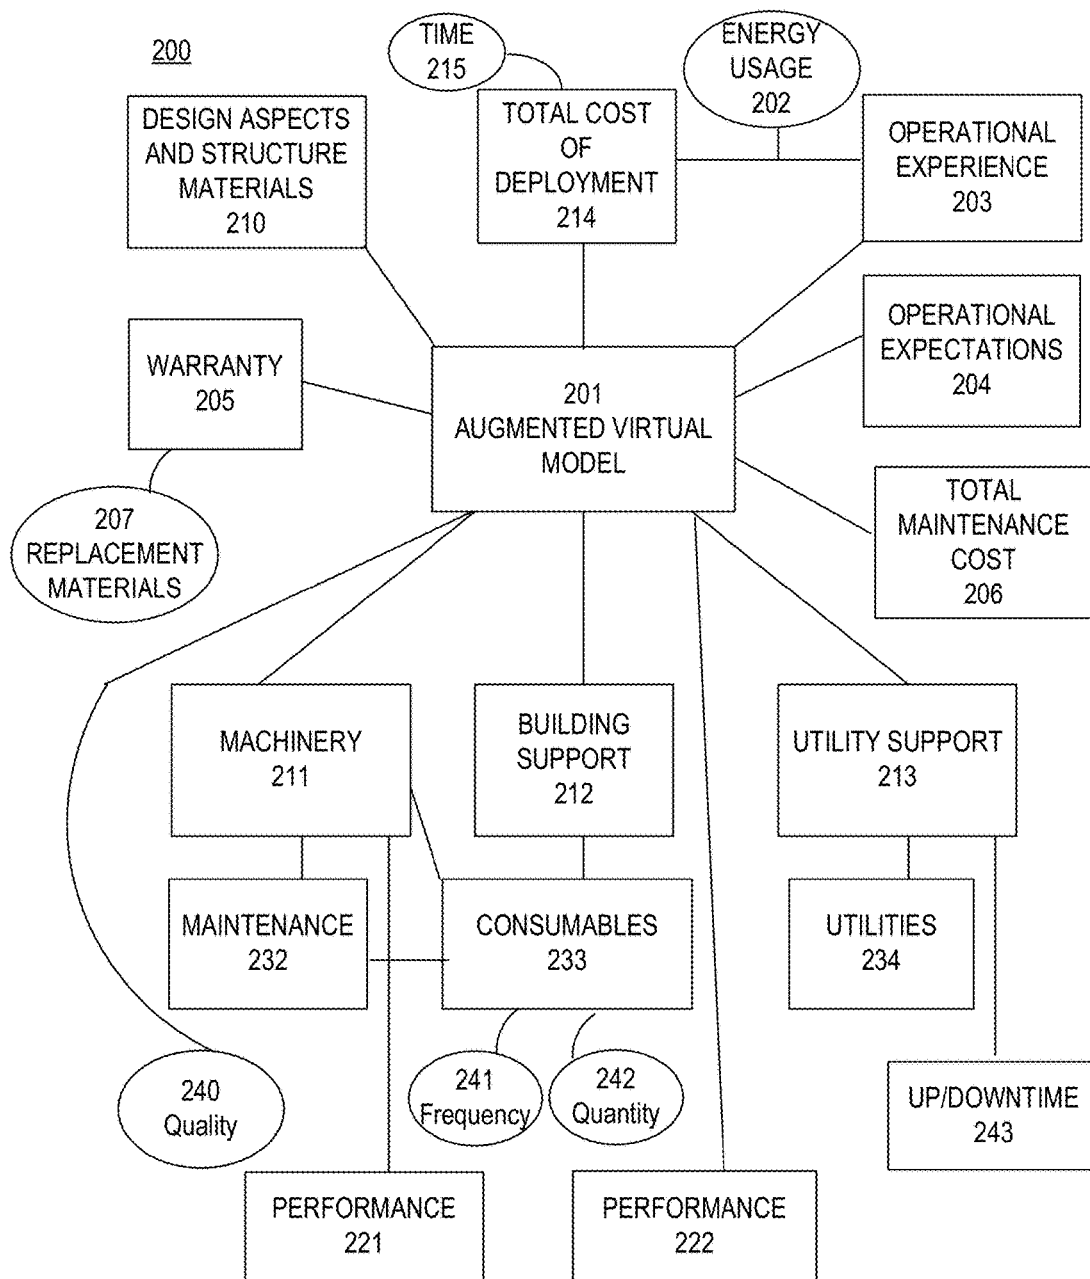 200
TIME
215
ENERGY
USAGE
202
DESIGN ASPECTS
AND STRUCTURE
MATERIALS
210
TOTAL COST
OF
DEPLOYMENT
214
OPERATIONAL
EXPERIENCE
203
WARRANTY
205
201
AUGMENTED VIRTUAL
MODEL
OPERATIONAL
EXPECTATIONS
204
207
REPLACEMENT
MATERIALS
TOTAL
MAINTENANCE
COST
206
MACHINERY
211
BUILDING
SUPPORT
212
UTILITY SUPPORT
213
MAINTENANCE
232
CONSUMABLES
233
UTILITIES
234
240
Quality
241
Frequency
242
Quantity
UP/DOWNTIME
243
PERFORMANCE
221
PERFORMANCE
222